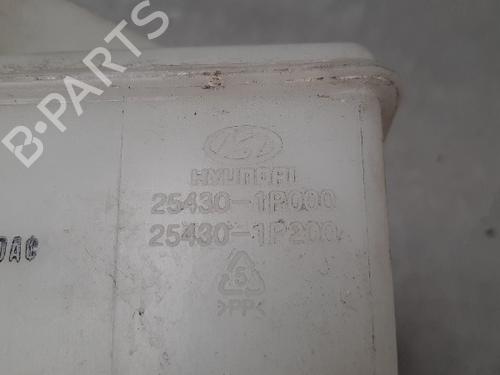 B-PARTS
HYUNDAI
25430-1P000
25430-1P200
DAC
5
>PP<